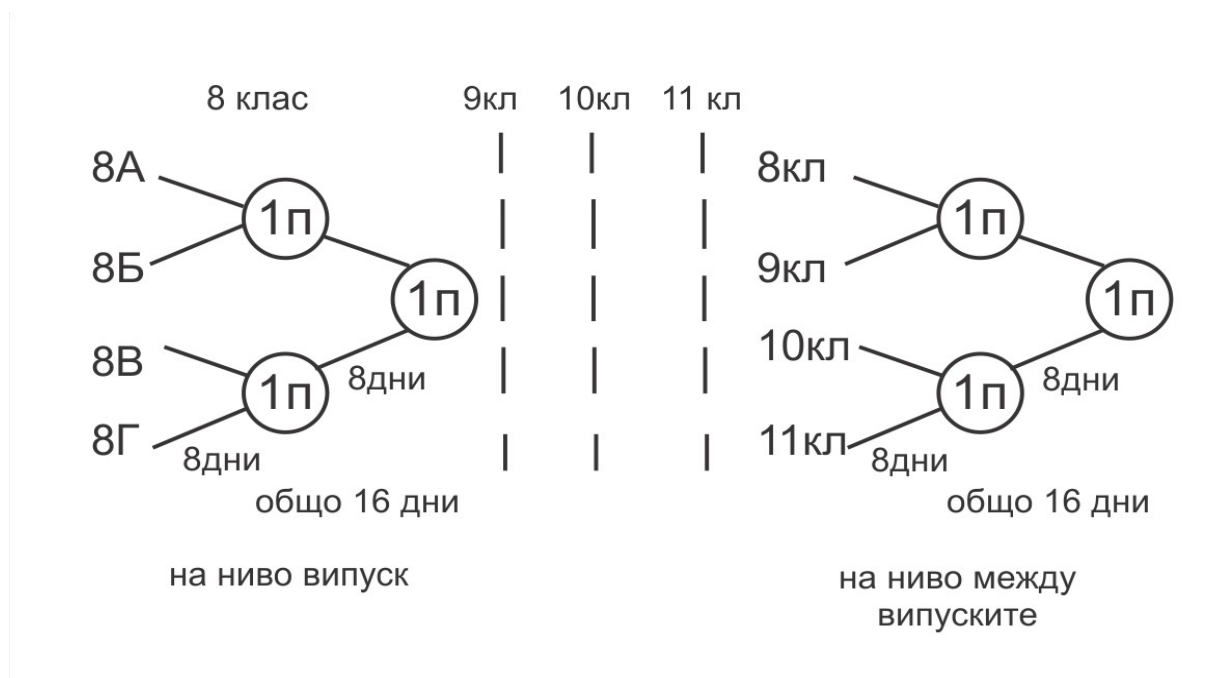 8 клас 9кл 10кл 11 кл
8А
8Б
8В
8Г
1п
1п
1п
8дни
8дни
общо 16 дни
на ниво випуск
8кл
9кл
10кл
11кл
1п
1п
1п
8дни
8дни
общо 16 дни
на ниво между
випуските